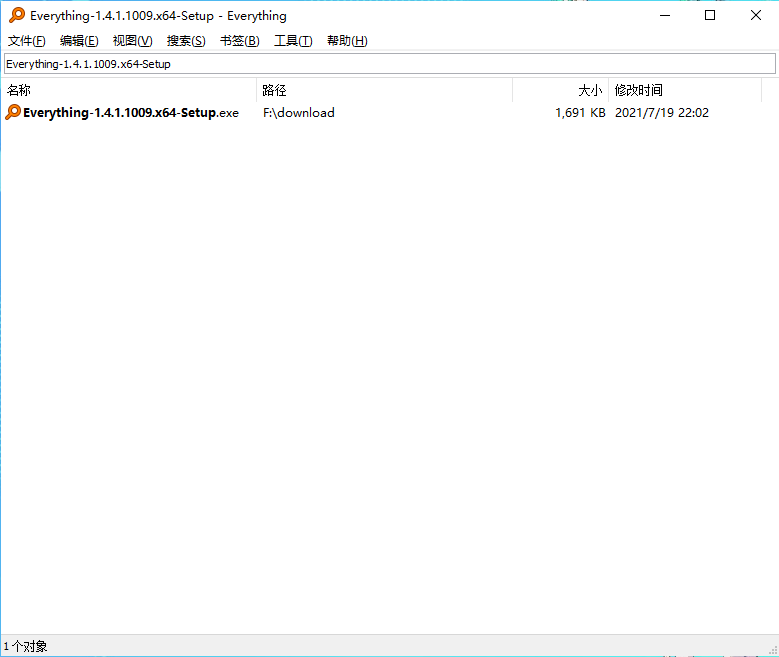 Everything-1.4.1.1009.x64-Setup - Everything
文件(F) 编辑(E) 视图(V) 搜索(S) 书签(B) 工具(T) 帮助(H)
Everything-1.4.1.1009.x64-Setup
名称 路径 大小 修改时间
Everything-1.4.1.1009.x64-Setup.exe F:\download 1,691 KB 2021/7/19 22:02
1个对象